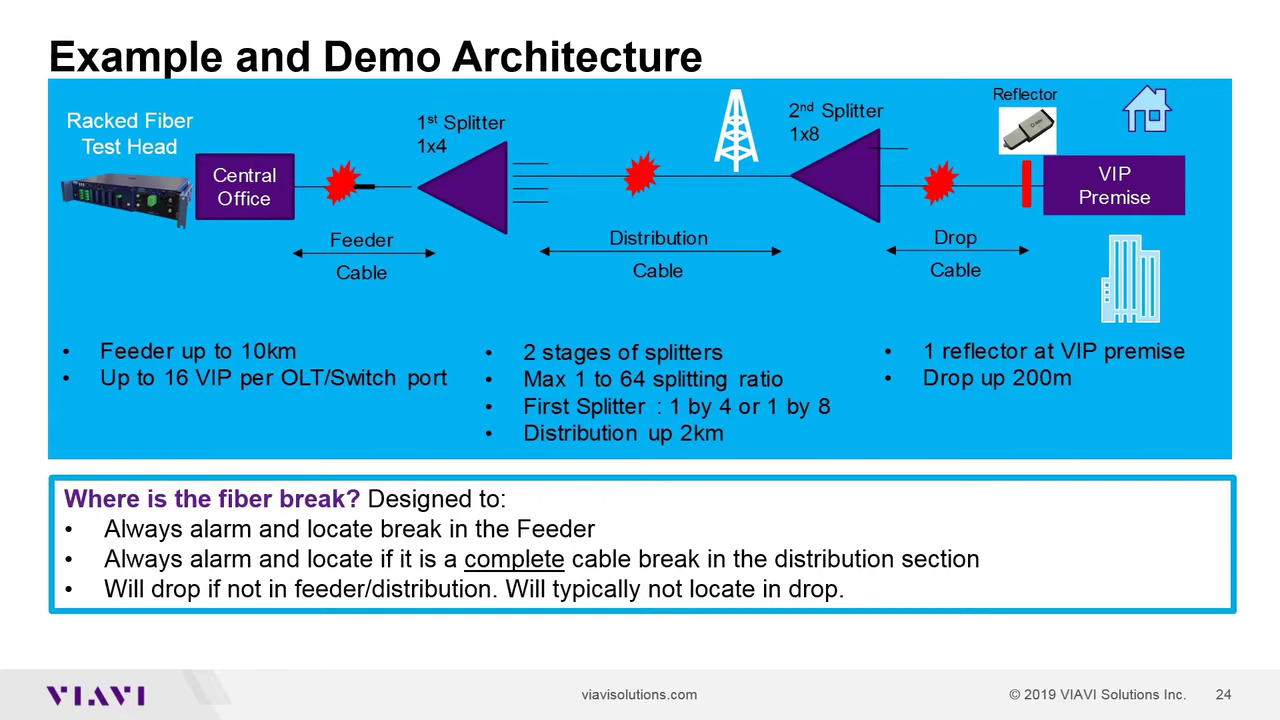 Example and Demo Architecture
Racked Fiber
Test Head
Central
Office
1st Splitter
1x4
2nd Splitter
1x8
Reflector
VIP
Premise
Feeder
Cable
Distribution
Cable
Drop
Cable
• Feeder up to 10km
• Up to 16 VIP per OLT/Switch port
• 2 stages of splitters
• Max 1 to 64 splitting ratio
• First Splitter : 1 by 4 or 1 by 8
• Distribution up 2km
• 1 reflector at VIP premise
• Drop up 200m
Where is the fiber break? Designed to:
• Always alarm and locate break in the Feeder
• Always alarm and locate if it is a complete cable break in the distribution section
• Will drop if not in feeder/distribution. Will typically not locate in drop.
VIAVI
viavisolutions.com
© 2019 VIAVI Solutions Inc.
24